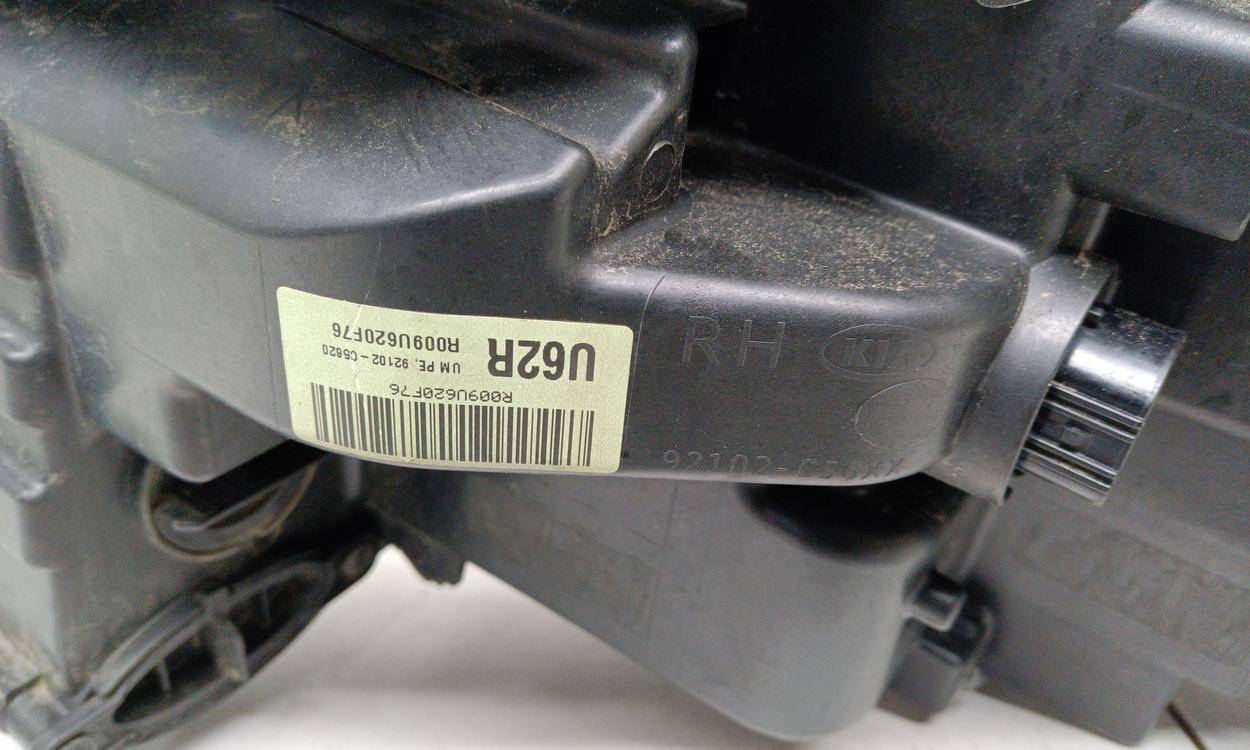 U62R
UM PE. 92102-C5620
R009U620F76
R009U620F76
RH
KIA
92102-C56XX